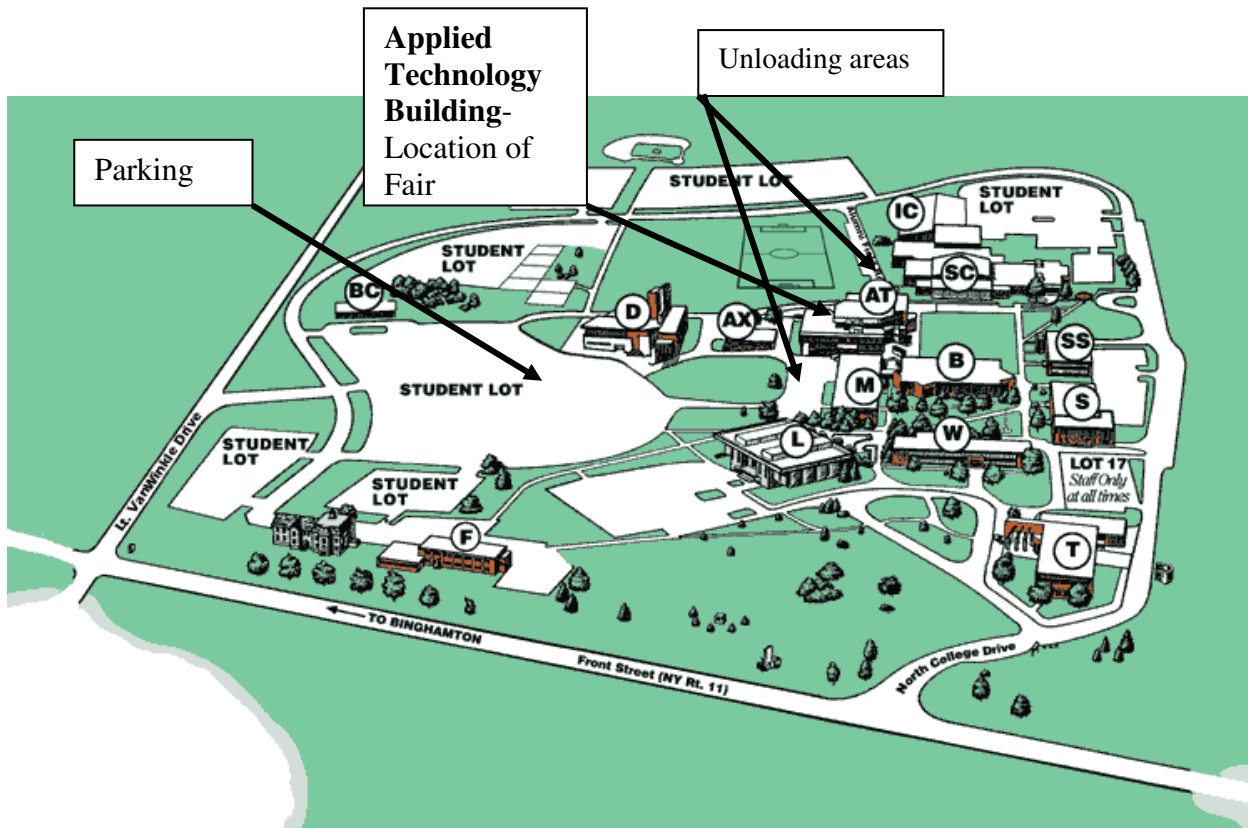 Applied
Technology
Building-
Location of
Fair
Unloading areas
Parking
STUDENT LOT
STUDENT
LOT
IC
STUDENT
LOT
SC
BC
D
AX
AT
SS
B
M
STUDENT LOT
S
STUDENT
LOT
L
W
LOT 17
Staff Only
at all times
STUDENT
LOT
Lt. VanWinkle Drive
F
T
TO BINGHAMTON
Front Street (NY Rt. 11)
North College Drive